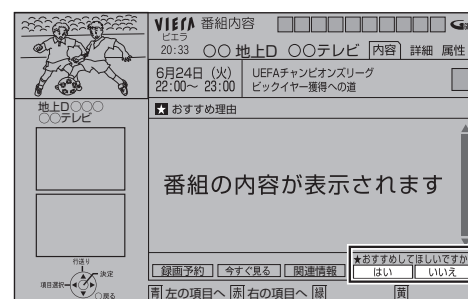 VIERA 番組内容
ビエラ
20:33 ○○ 地上D ○○テレビ 内容 詳細 属性
6月24日（火） UEFAチャンピオンズリーグ
22:00～ 23:00 ビックイヤー獲得への道
地上D○○○
○○テレビ
★ おすすめ理由
番組の内容が表示されます
★おすすめしてほしいですか
はい いいえ
録画予約 今すぐ見る 関連情報
行送り
項目選択 決定
戻る
青 左の項目へ 赤 右の項目へ 緑 黄